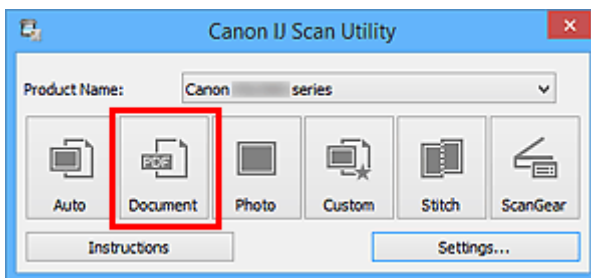 Canon IJ Scan Utility
Product Name: Canon series
PDF
Auto Document Photo Custom Stitch ScanGear
Instructions Settings...